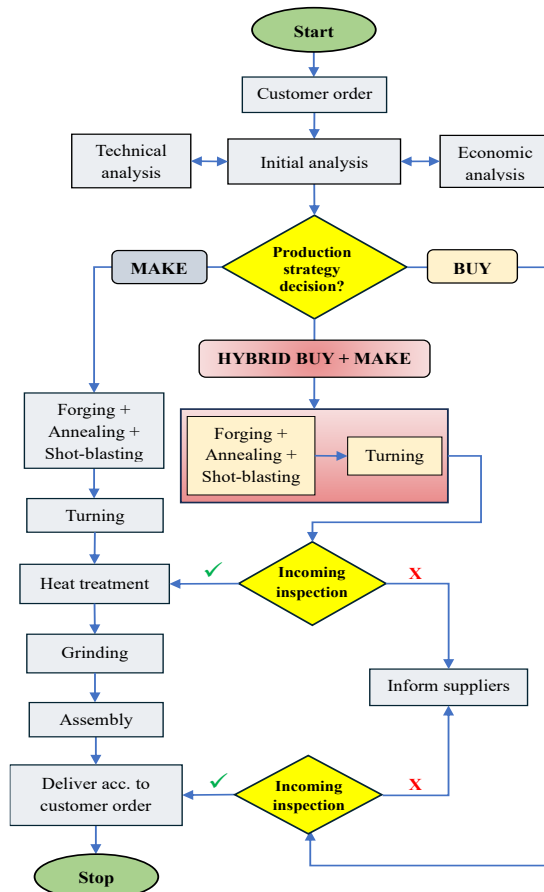 Start
Customer order
Technical
analysis
Initial analysis
Economic
analysis
Production
strategy
decision?
MAKE
BUY
HYBRID BUY + MAKE
Forging +
Annealing +
Shot-blasting
Forging +
Annealing +
Shot-blasting
Turning
Turning
Heat treatment
✓
Incoming
inspection
X
Grinding
Inform suppliers
Assembly
Deliver acc. to
customer order
✓
Incoming
inspection
X
Stop